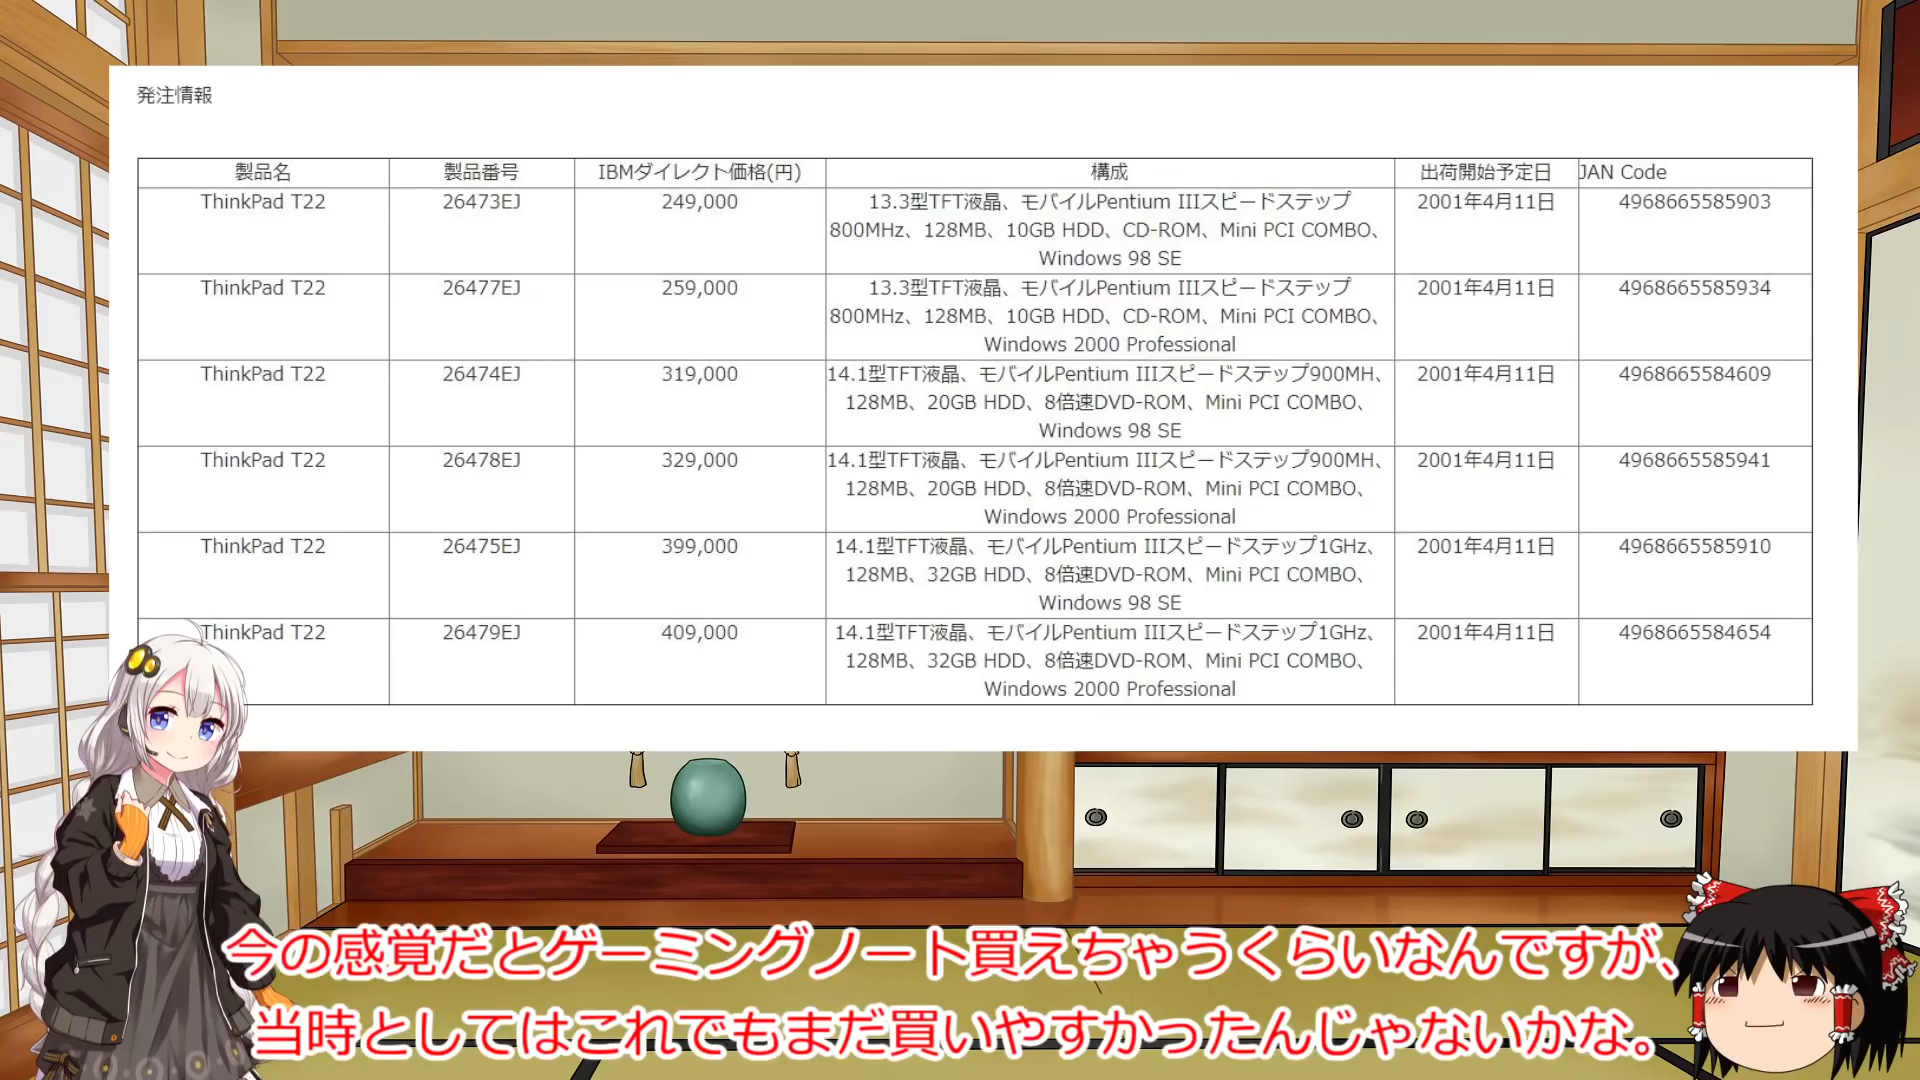 発注情報
製品名 製品番号 IBMダイレクト価格(円) 構成 出荷開始予定日 JAN Code
ThinkPad T22 26473EJ 249,000 13.3型TFT液晶、モバイルPentium IIIスピードステップ 2001年4月11日 4968665585903
800MHz、128MB、10GB HDD、CD-ROM、Mini PCI COMBO、
Windows 98 SE
ThinkPad T22 26477EJ 259,000 13.3型TFT液晶、モバイルPentium IIIスピードステップ 2001年4月11日 4968665585934
800MHz、128MB、10GB HDD、CD-ROM、Mini PCI COMBO、
Windows 2000 Professional
ThinkPad T22 26474EJ 319,000 14.1型TFT液晶、モバイルPentium IIIスピードステップ900MH、 2001年4月11日 4968665584609
128MB、20GB HDD、8倍速DVD-ROM、Mini PCI COMBO、
Windows 98 SE
ThinkPad T22 26478EJ 329,000 14.1型TFT液晶、モバイルPentium IIIスピードステップ900MH、 2001年4月11日 4968665585941
128MB、20GB HDD、8倍速DVD-ROM、Mini PCI COMBO、
Windows 2000 Professional
ThinkPad T22 26475EJ 399,000 14.1型TFT液晶、モバイルPentium IIIスピードステップ1GHz、 2001年4月11日 4968665585910
128MB、32GB HDD、8倍速DVD-ROM、Mini PCI COMBO、
Windows 98 SE
ThinkPad T22 26479EJ 409,000 14.1型TFT液晶、モバイルPentium IIIスピードステップ1GHz、 2001年4月11日 4968665584654
128MB、32GB HDD、8倍速DVD-ROM、Mini PCI COMBO、
Windows 2000 Professional
今の感覚だとゲーミングノート買えちゃうくらいなんですが、
当時としてはこれでもまだ買いやすかったんじゃないかな。